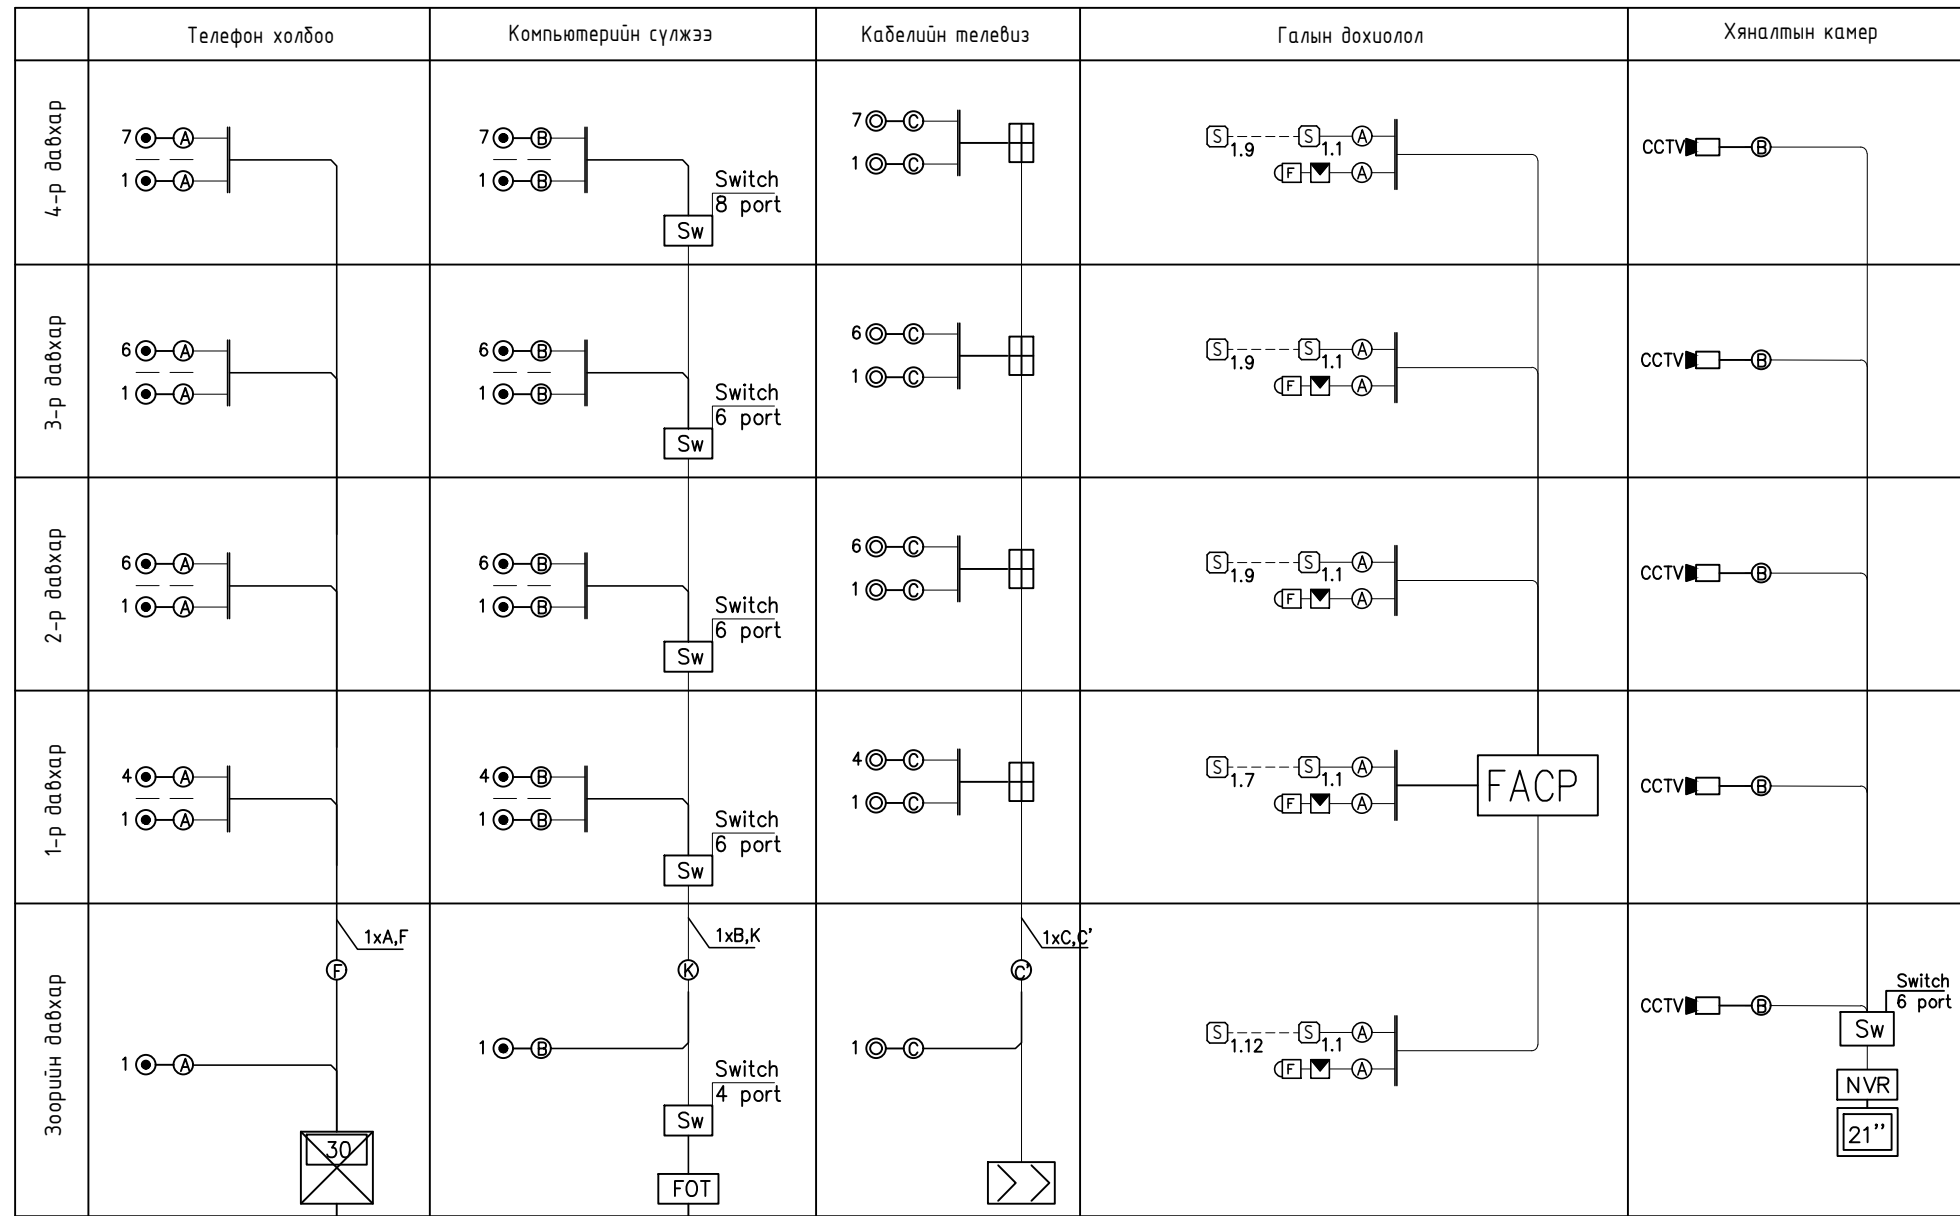 Телефон холбоо
Компьютерийн сүлжээ
Кабелийн телевиз
Галын дохиолол
Хяналтын камер
4-р давхар
7 A
1 A
7 B
1 B
Switch
8 port
Sw
7 C
1 C
S 1.9 S 1.1 A
F A
CCTV B
3-р давхар
6 A
1 A
6 B
1 B
Switch
6 port
Sw
6 C
1 C
S 1.9 S 1.1 A
F A
CCTV B
2-р давхар
6 A
1 A
6 B
1 B
Switch
6 port
Sw
6 C
1 C
S 1.9 S 1.1 A
F A
CCTV B
1-р давхар
4 A
1 A
4 B
1 B
Switch
6 port
Sw
4 C
1 C
S 1.7 S 1.1 A
F A
FACP
CCTV B
Зоорийн давхар
1xA,F
F
1 A
30
1xB,K
K
1 B
Switch
4 port
Sw
FOT
1xC,C'
C'
1 C
S 1.12 S 1.1 A
F A
CCTV B
Switch
6 port
Sw
NVR
21''